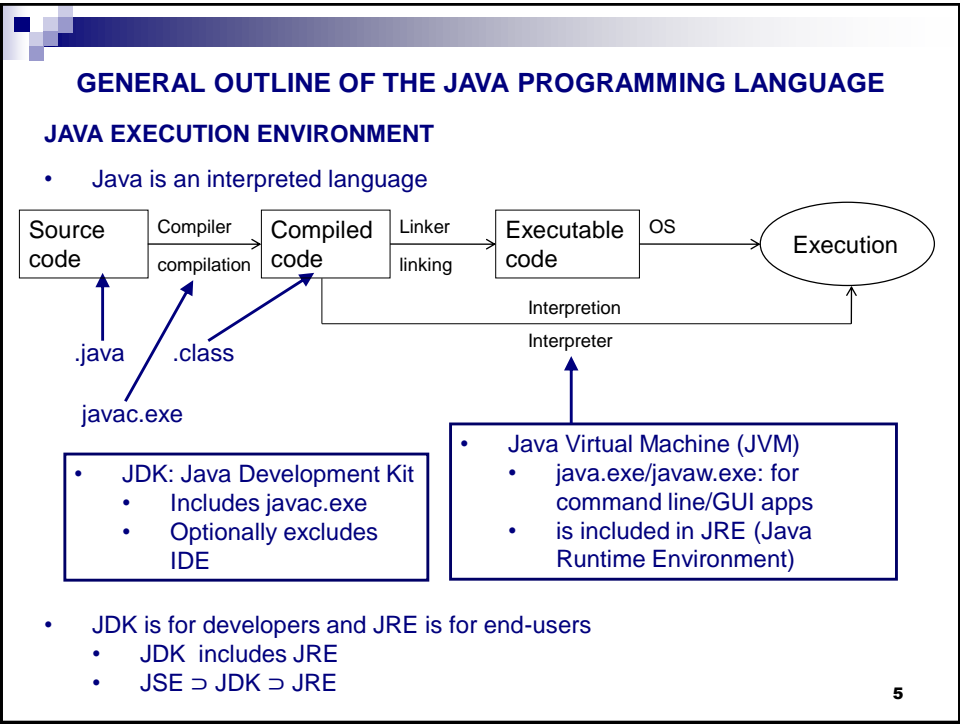 GENERAL OUTLINE OF THE JAVA PROGRAMMING LANGUAGE
JAVA EXECUTION ENVIRONMENT
• Java is an interpreted language
Source
code
Compiler
compilation
Compiled
code
Linker
linking
Executable
code
OS
Execution
Interpretion
Interpreter
.java
.class
javac.exe
• JDK: Java Development Kit
• Includes javac.exe
• Optionally excludes
IDE
• Java Virtual Machine (JVM)
• java.exe/javaw.exe: for
command line/GUI apps
• is included in JRE (Java
Runtime Environment)
• JDK is for developers and JRE is for end-users
• JDK includes JRE
• JSE ⊃ JDK ⊃ JRE
5